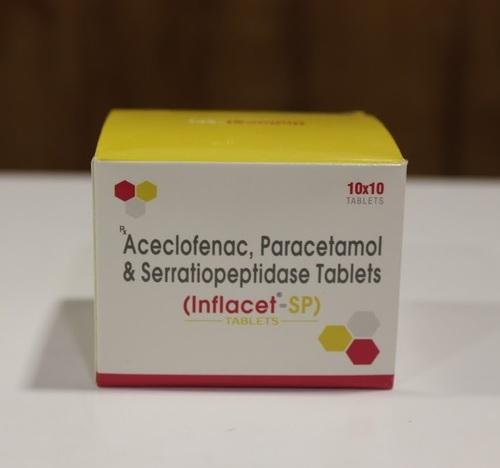 10x10
TABLETS
Rx
Aceclofenac, Paracetamol
& Serratiopeptidase Tablets
(Inflacet®-SP)
TABLETS